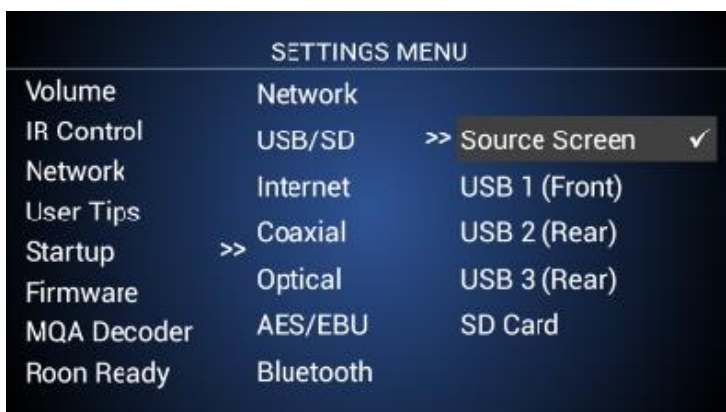 SETTINGS MENU
Volume
IR Control
Network
User Tips
Startup >>
Firmware
MQA Decoder
Roon Ready
Network
USB/SD >>
Internet
Coaxial
Optical
AES/EBU
Bluetooth
Source Screen ✓
USB 1 (Front)
USB 2 (Rear)
USB 3 (Rear)
SD Card